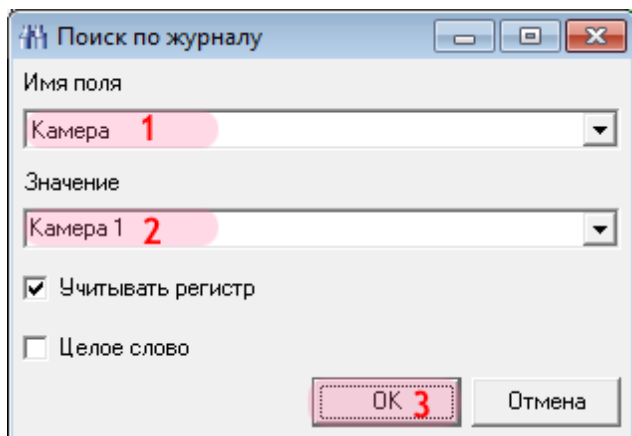 Поиск по журналу
Имя поля
Камера 1
Значение
Камера 1 2
Учитывать регистр
Целое слово
OK 3 Отмена